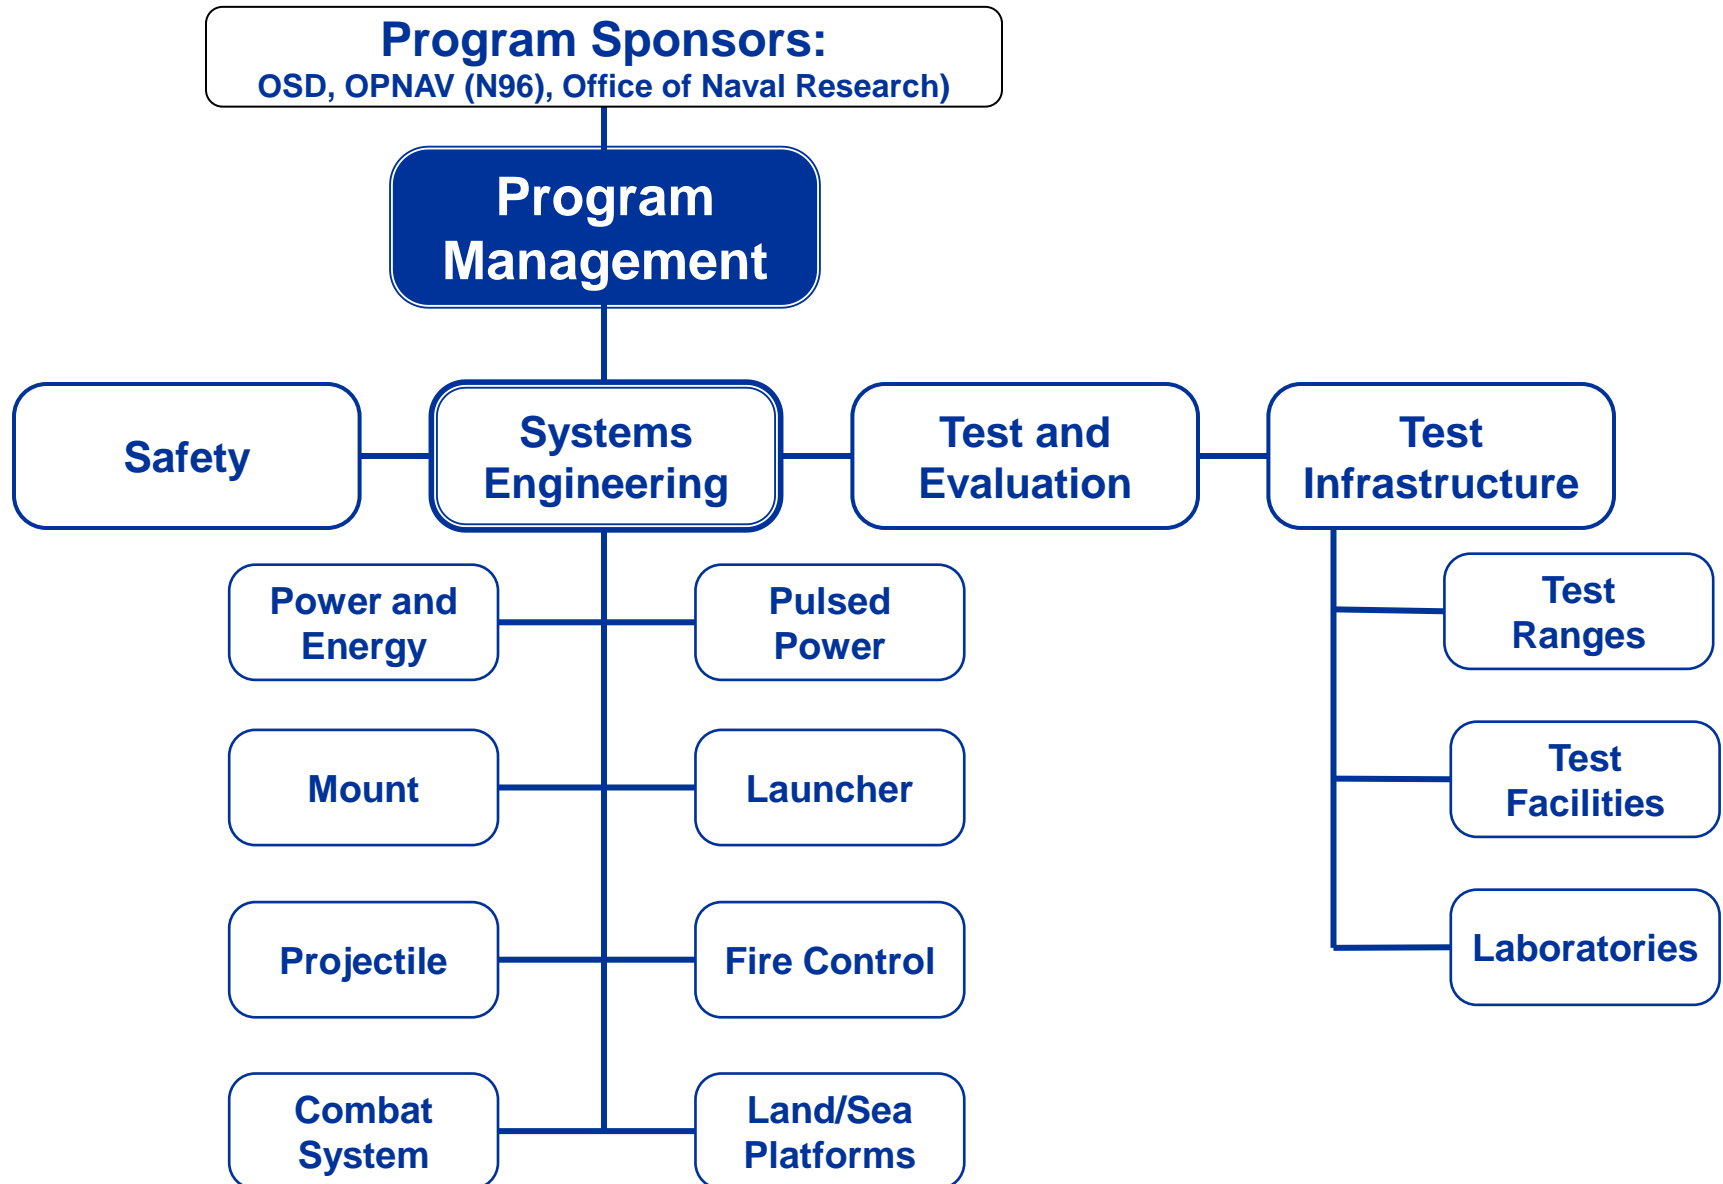 Program Sponsors:
OSD, OPNAV (N96), Office of Naval Research)
Program
Management
Safety
Systems
Engineering
Test and
Evaluation
Test
Infrastructure
Power and
Energy
Pulsed
Power
Test
Ranges
Mount
Launcher
Test
Facilities
Projectile
Fire Control
Laboratories
Combat
System
Land/Sea
Platforms